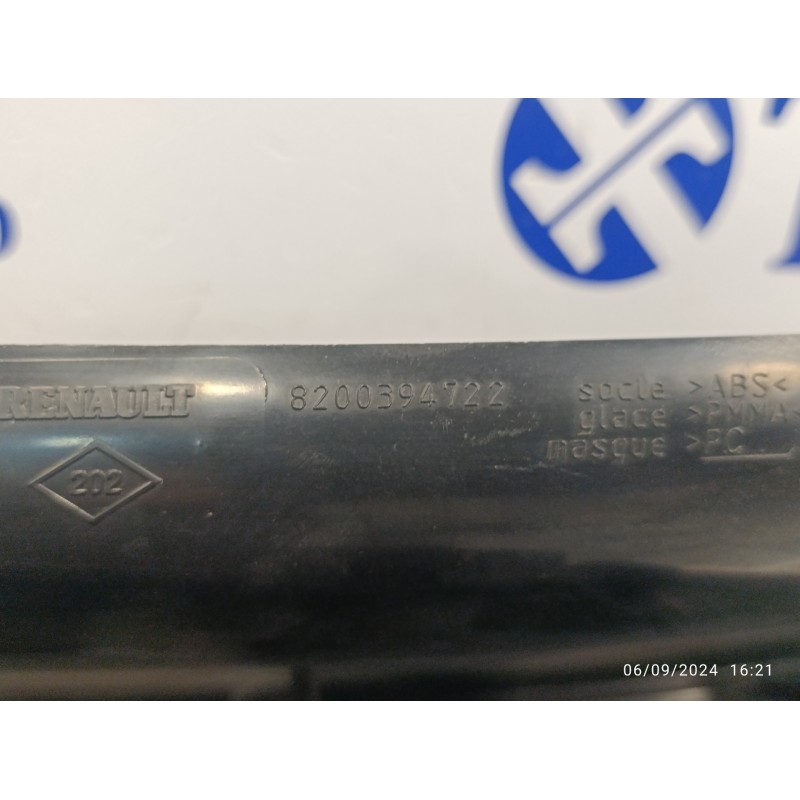 RENAULT
8200394722
socle >ABS<
glace >PMMA<
masque >PC
202
06/09/2024 16:21